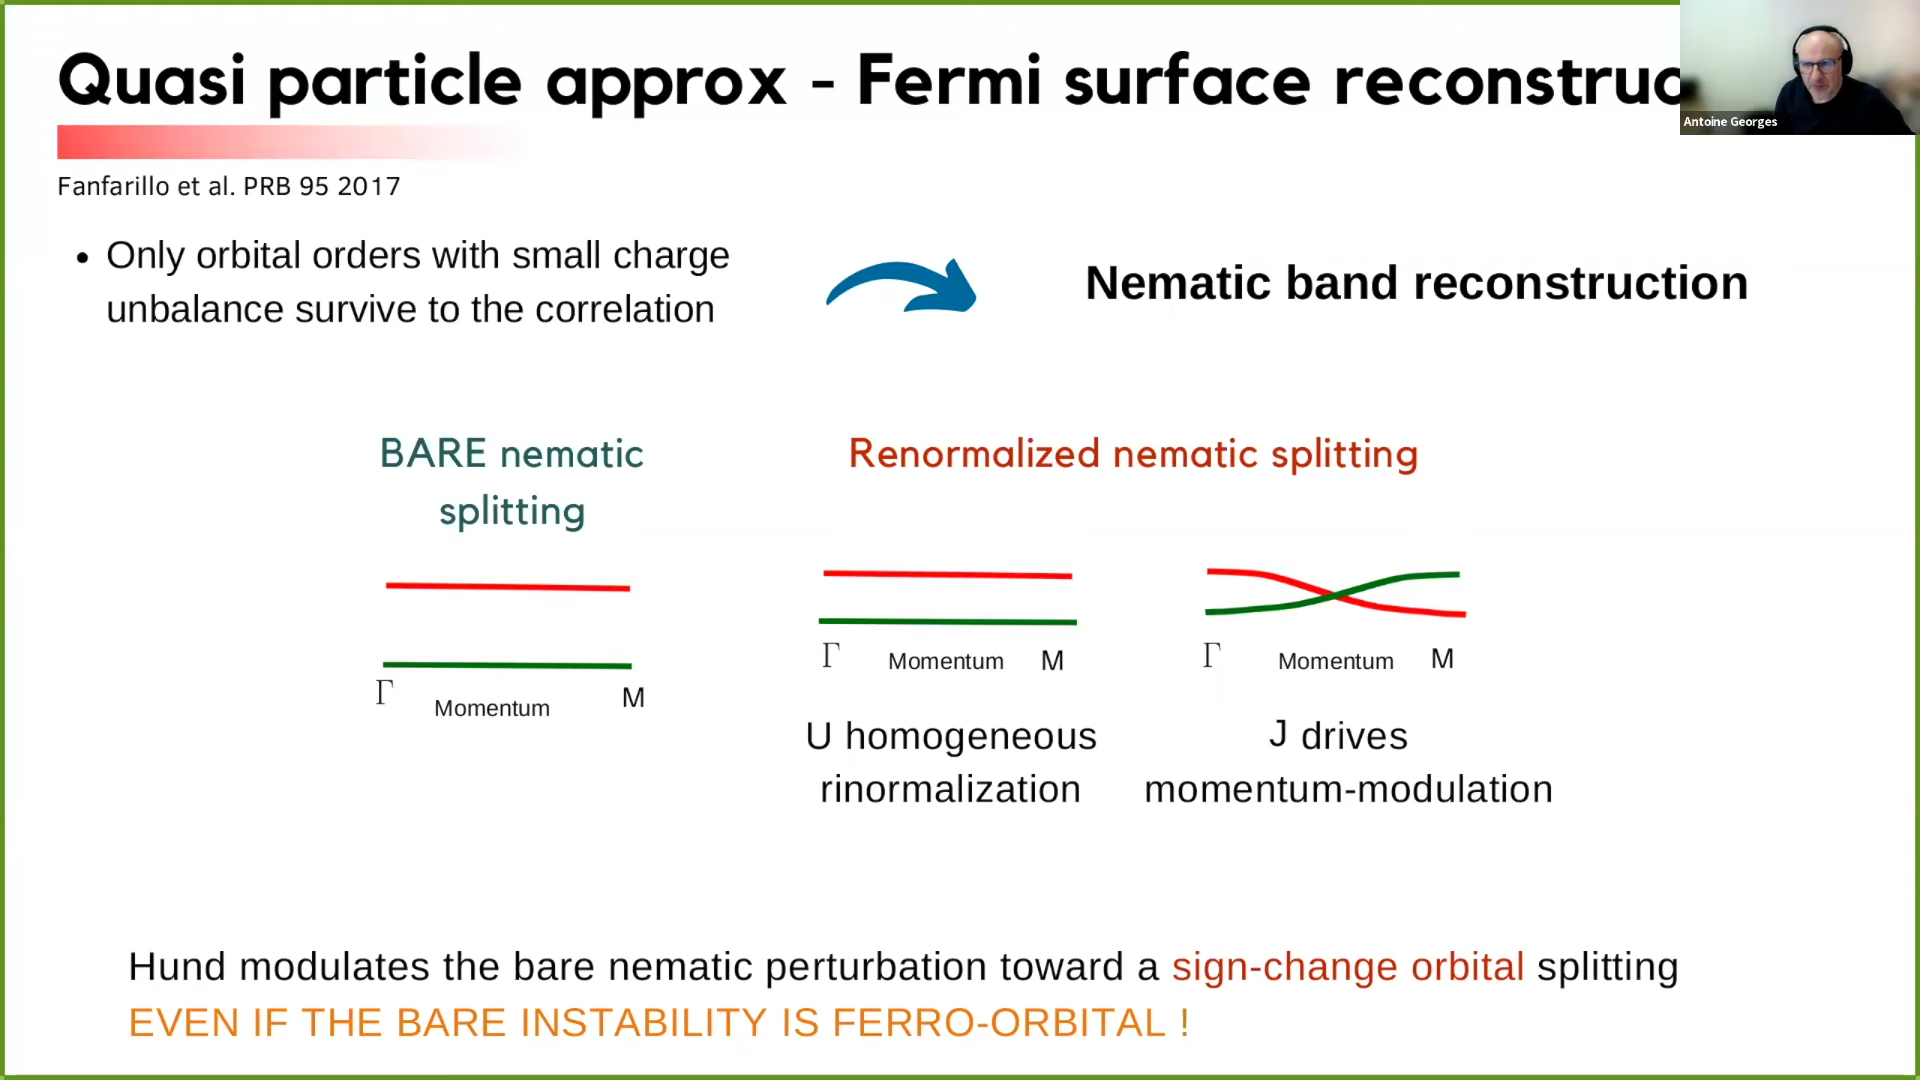 Quasi particle approx - Fermi surface reconstruc
Antoine Georges
Fanfarillo et al. PRB 95 2017
• Only orbital orders with small charge
unbalance survive to the correlation
Nematic band reconstruction
BARE nematic
splitting
Renormalized nematic splitting
Γ Momentum M
Γ Momentum M
Γ Momentum M
U homogeneous
rinormalization
J drives
momentum-modulation
Hund modulates the bare nematic perturbation toward a sign-change orbital splitting
EVEN IF THE BARE INSTABILITY IS FERRO-ORBITAL !